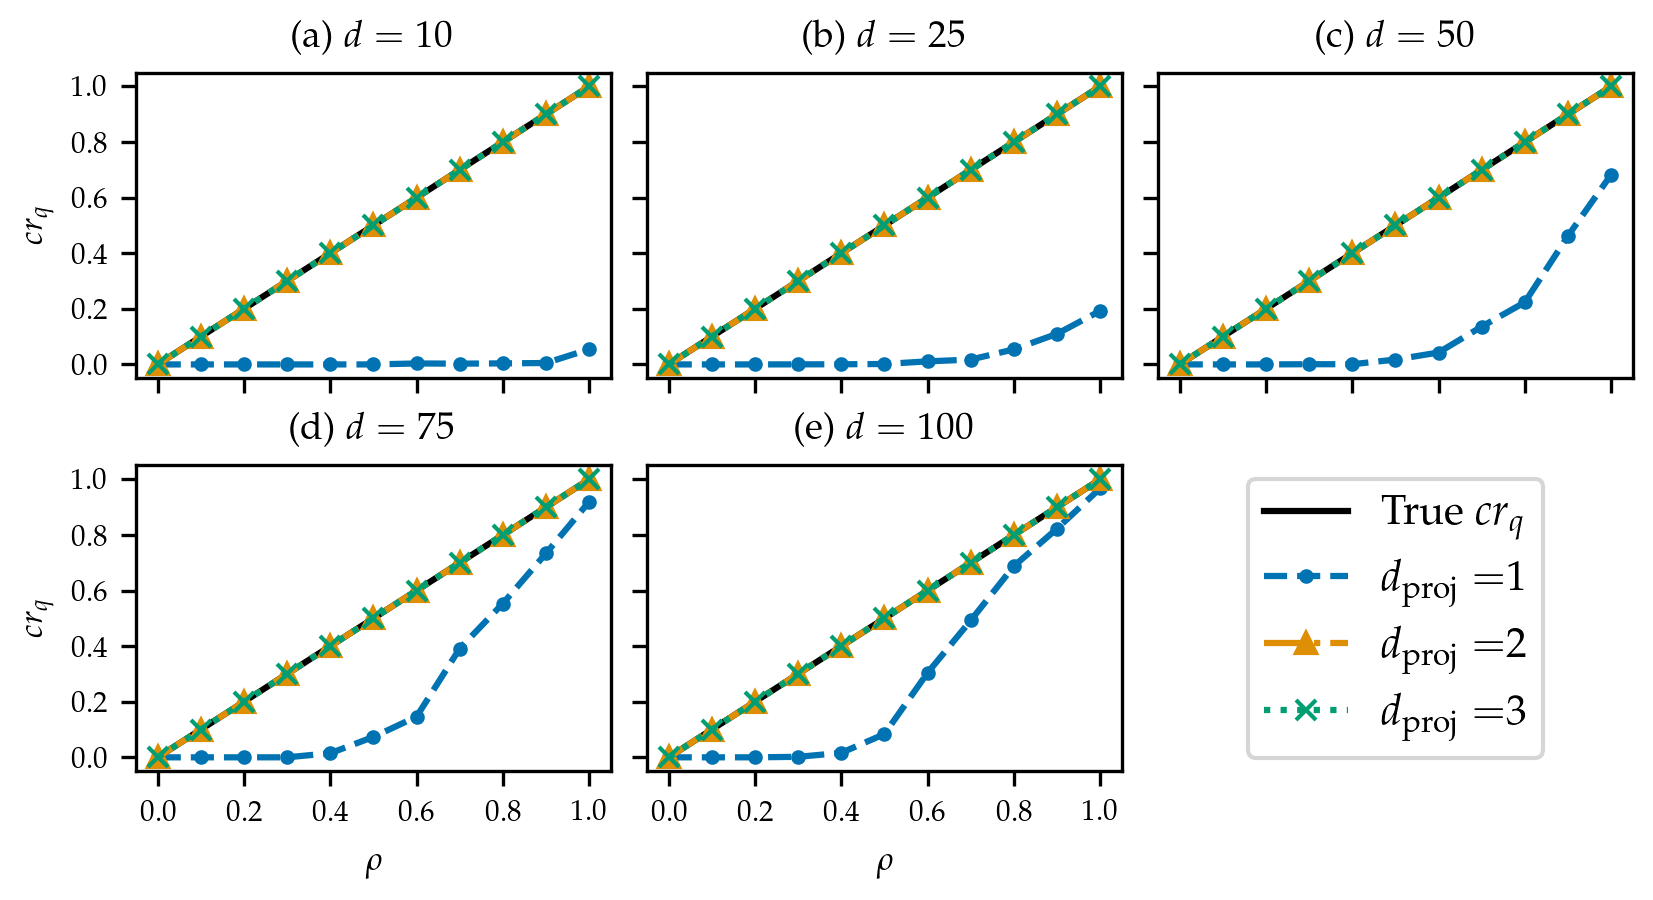 (a) d = 10
(b) d = 25
(c) d = 50
1.0
0.8
0.6
0.4
0.2
0.0
cr_q
(d) d = 75
(e) d = 100
1.0
0.8
0.6
0.4
0.2
0.0
cr_q
0.0 0.2 0.4 0.6 0.8 1.0
0.0 0.2 0.4 0.6 0.8 1.0
ρ
ρ
True cr_q
d_proj =1
d_proj =2
d_proj =3